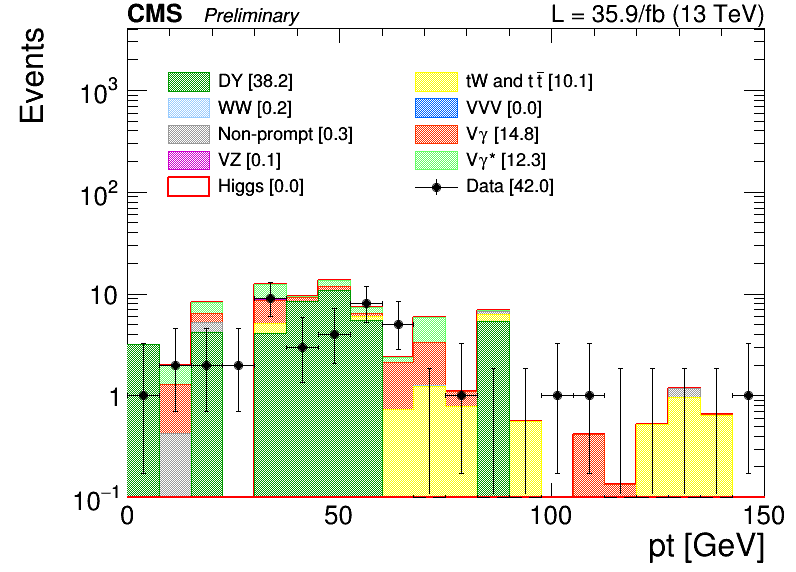 CMS Preliminary L = 35.9/fb (13 TeV)
Events
10³
10²
10
1
10⁻¹
DY [38.2]
WW [0.2]
Non-prompt [0.3]
VZ [0.1]
Higgs [0.0]
tW and t t̄ [10.1]
VVV [0.0]
Vγ [14.8]
Vγ* [12.3]
Data [42.0]
0 50 100 150
pt [GeV]